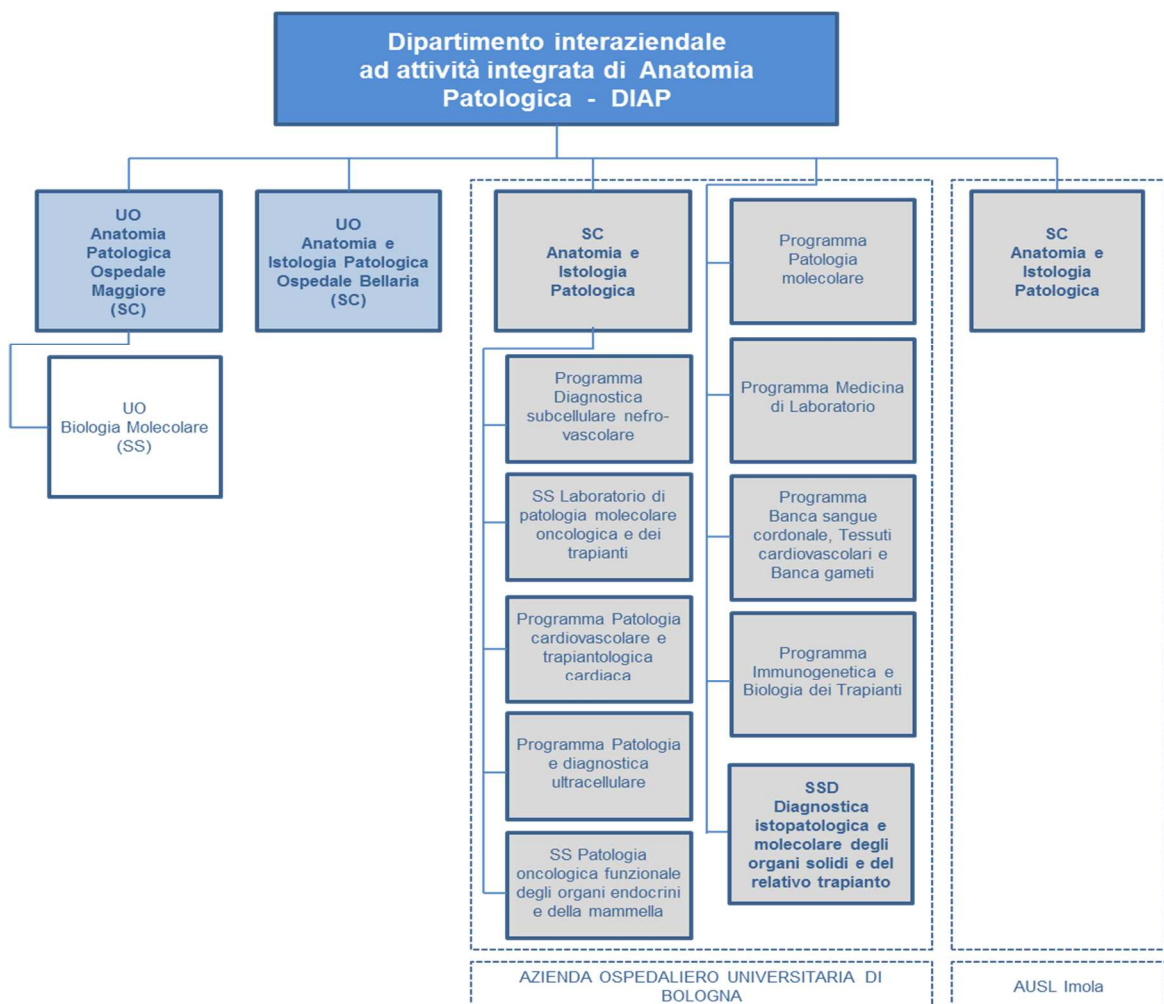 Dipartimento interaziendale
ad attività integrata di Anatomia
Patologica - DIAP
UO
Anatomia
Patologica
Ospedale
Maggiore
(SC)
UO
Biologia Molecolare
(SS)
UO
Anatomia e
Istologia Patologica
Ospedale Bellaria
(SC)
SC
Anatomia e
Istologia
Patologica
Programma
Diagnostica
subcellulare nefro-
vascolare
SS Laboratorio di
patologia molecolare
oncologica e dei
trapianti
Programma Patologia
cardiovascolare e
trapiantologica
cardiaca
Programma Patologia
e diagnostica
ultracellulare
SS Patologia
oncologica funzionale
degli organi endocrini
e della mammella
Programma
Patologia
molecolare
Programma Medicina
di Laboratorio
Programma
Banca sangue
cordonale, Tessuti
cardiovascolari e
Banca gameti
Programma
Immunogenetica e
Biologia dei Trapianti
SSD
Diagnostica
istopatologica e
molecolare degli
organi solidi e del
relativo trapianto
SC
Anatomia e
Istologia
Patologica
AZIENDA OSPEDALIERO UNIVERSITARIA DI
BOLOGNA
AUSL Imola